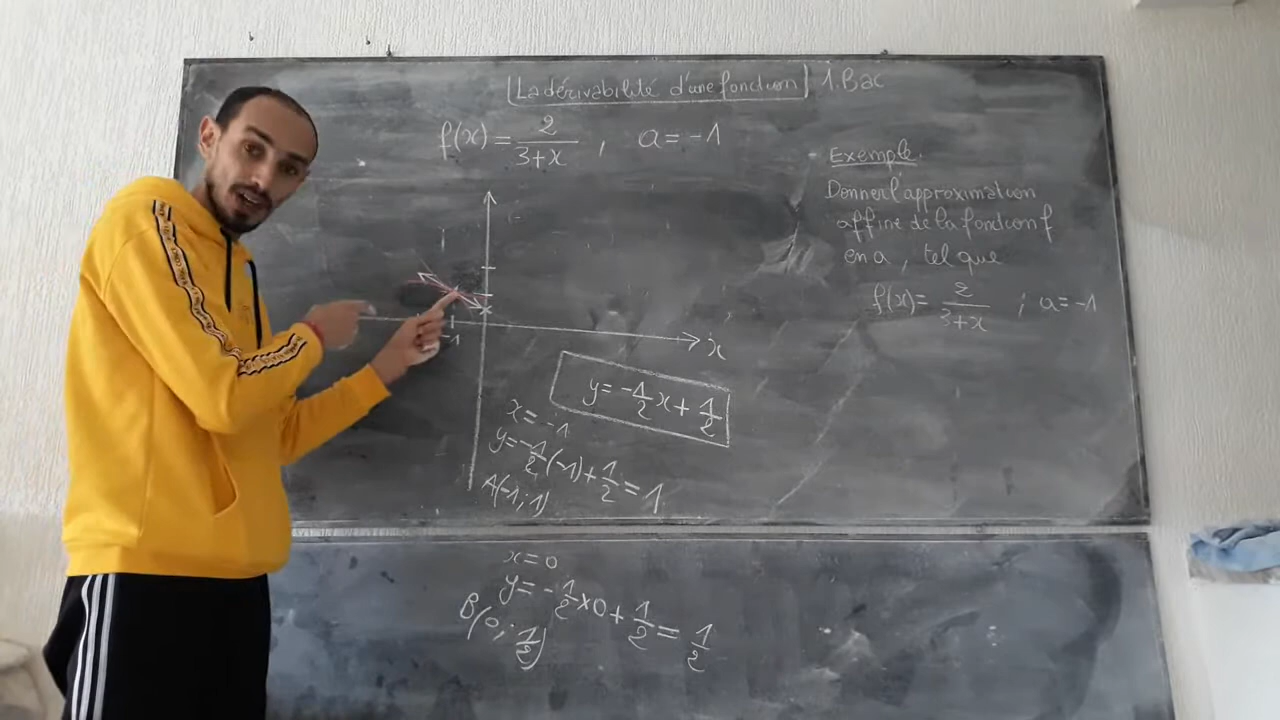 La dérivabilité d'une fonction 1.Bac
f(x) = 2/(3+x) , a = -1
Exemple.
Donner l'approximation
affine de la fonction f
en a, tel que
f(x) = 2/(3+x) ; a = -1
-1
x
y = -1/2 x + 1/2
x = -1
y = -1/2 (-1) + 1/2 = 1
A(-1; 1)
x = 0
y = -1/2 × 0 + 1/2 = 1/2
B(0; 1/2)